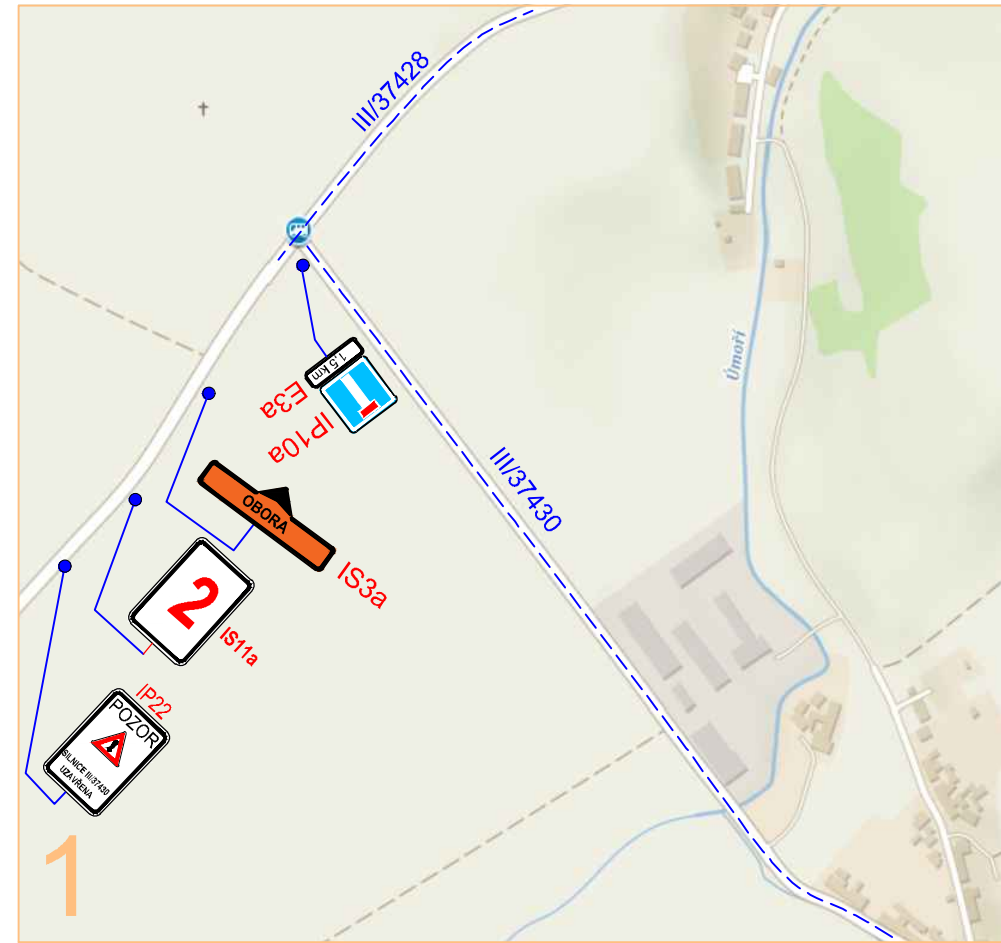 III/37428
1,5 km
E3a
IP10a
Úmoří
III/37430
OBORA
IS3a
2
IS11a
IP22
POZOR
SILNICE III/37430
UZAVŘENA
1